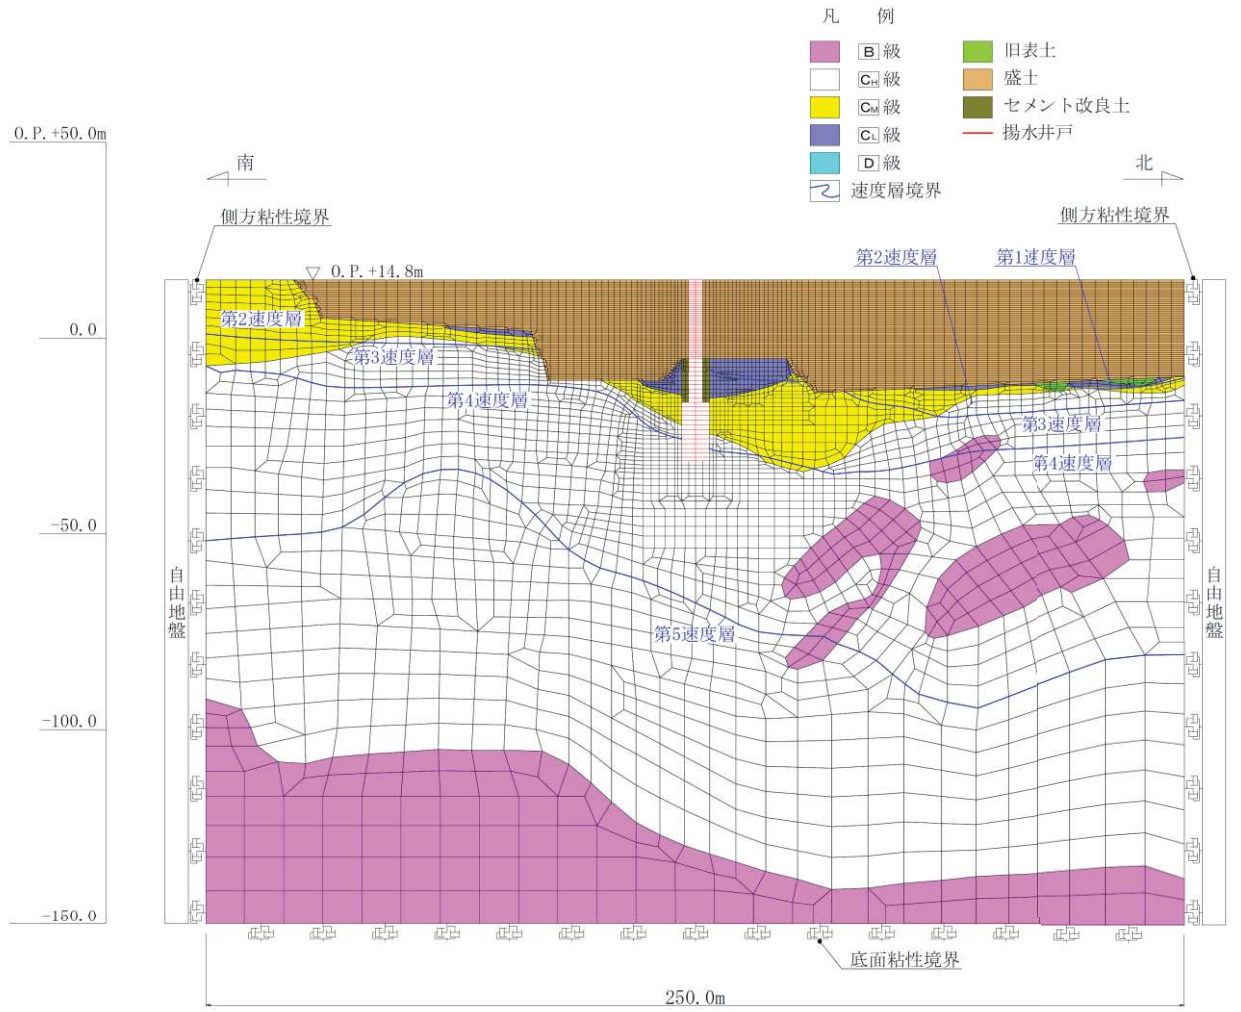 凡 例
B級
CH級
CM級
CL級
D級
速度層境界
旧表土
盛土
セメント改良土
揚水井戸
O.P.+50.0m
南
北
側方粘性境界
側方粘性境界
O.P.+14.8m
第2速度層
第1速度層
第2速度層
0.0
第3速度層
第4速度層
第3速度層
第4速度層
-50.0
自由地盤
自由地盤
第5速度層
-100.0
-150.0
底面粘性境界
250.0m